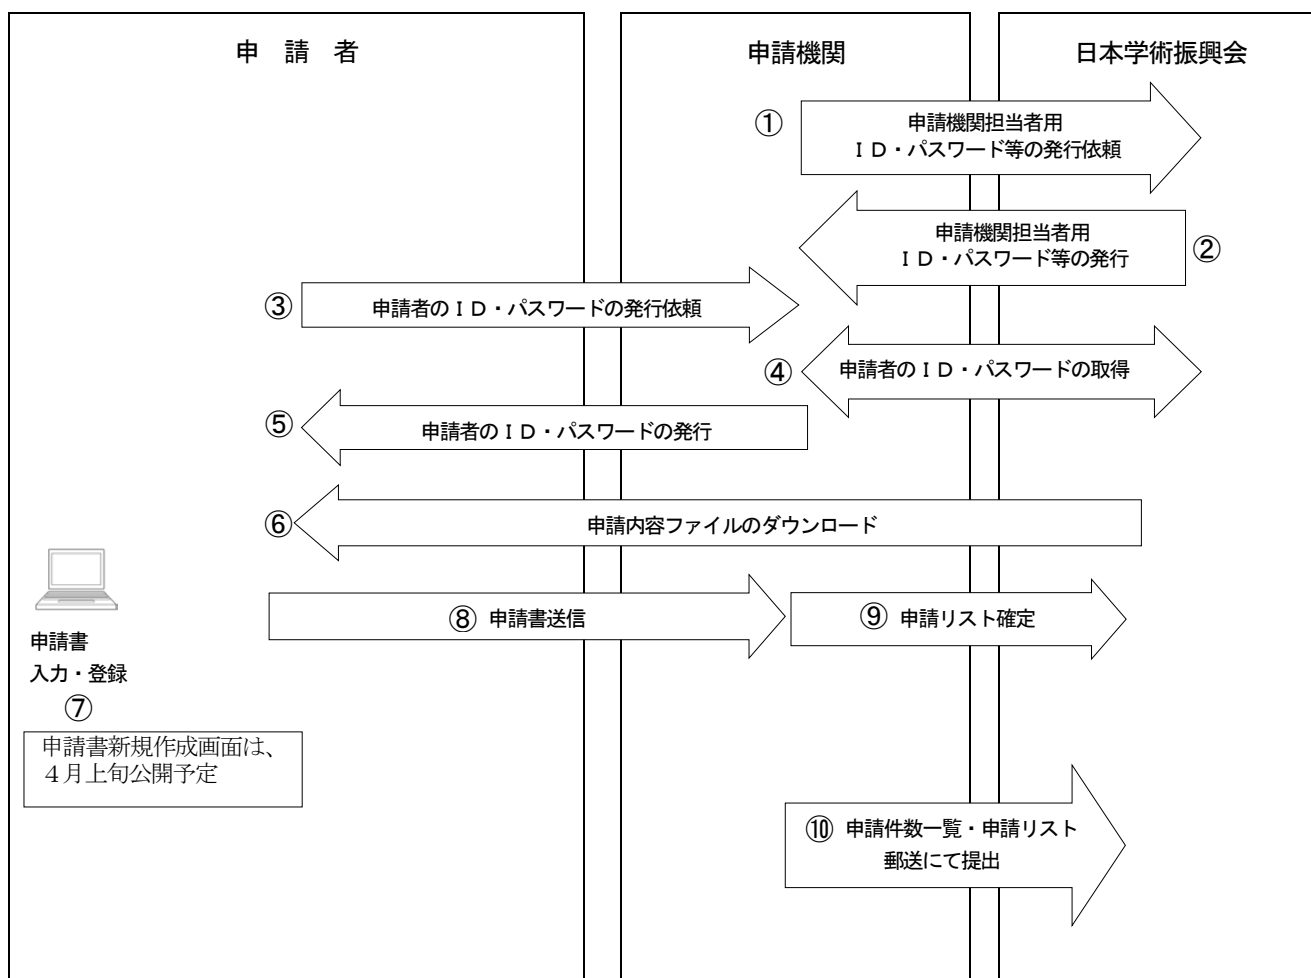 申　請　者
申請機関
日本学術振興会
①
申請機関担当者用
ＩＤ・パスワード等の発行依頼
申請機関担当者用
ＩＤ・パスワード等の発行
②
③
申請者のＩＤ・パスワードの発行依頼
④
申請者のＩＤ・パスワードの取得
⑤
申請者のＩＤ・パスワードの発行
⑥
申請内容ファイルのダウンロード
⑧ 申請書送信
⑨ 申請リスト確定
申請書
入力・登録
⑦
申請書新規作成画面は、
４月上旬公開予定
⑩ 申請件数一覧・申請リスト
郵送にて提出